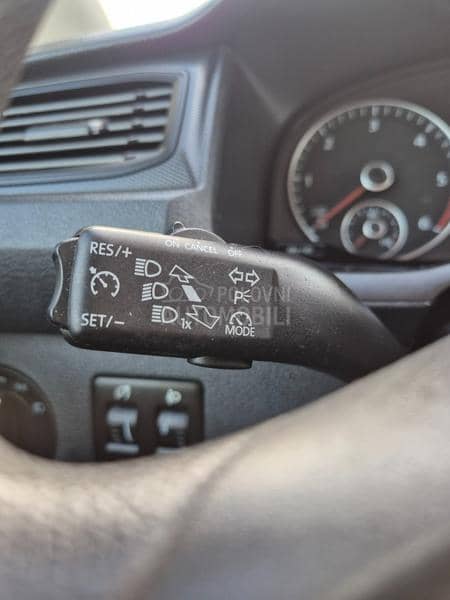 ON CANCEL OFF
RES/+
POLOVNI
AUTOMOBILI
SET/-
1x
MODE